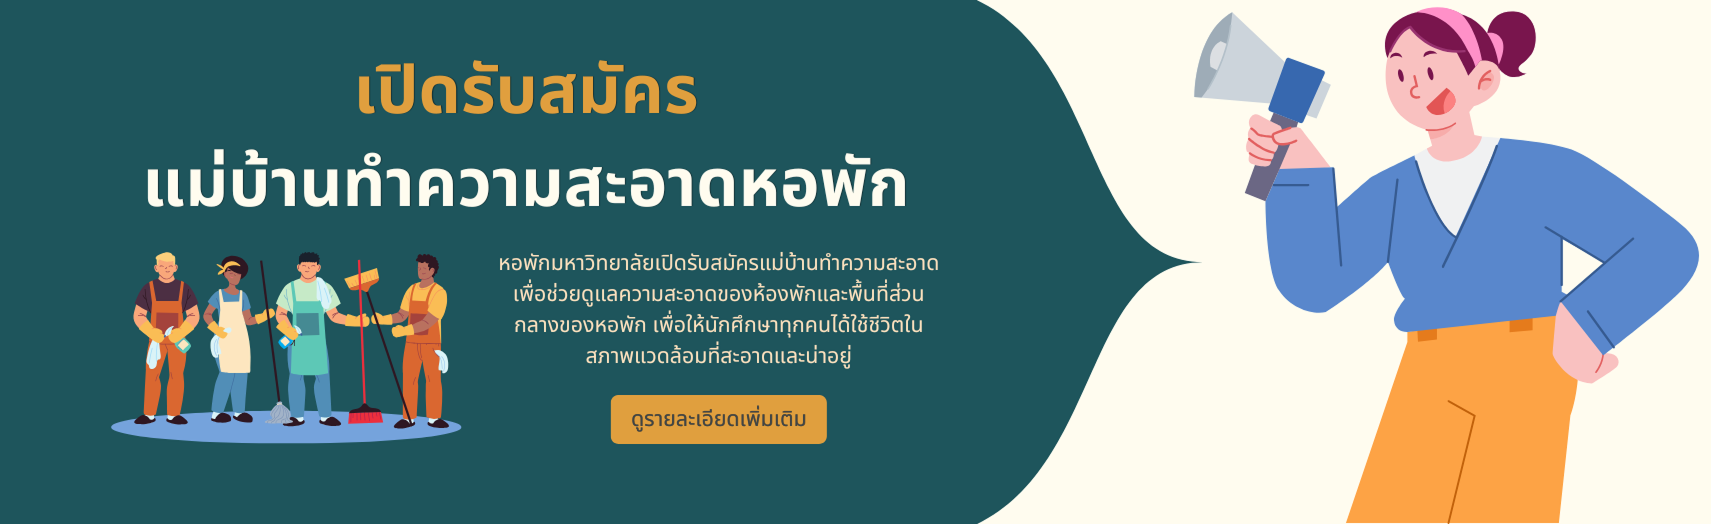 เปิดรับสมัคร
แม่บ้านทำความสะอาดหอพัก
หอพักมหาวิทยาลัยเปิดรับสมัครแม่บ้านทำความสะอาด
เพื่อช่วยดูแลความสะอาดของห้องพักและพื้นที่ส่วน
กลางของหอพัก เพื่อให้นักศึกษาทุกคนได้ใช้ชีวิตใน
สภาพแวดล้อมที่สะอาดและน่าอยู่
ดูรายละเอียดเพิ่มเติม